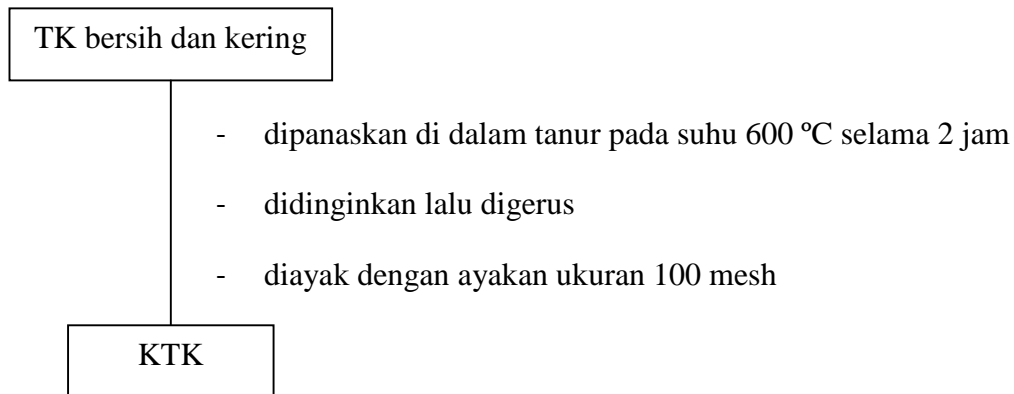 TK bersih dan kering
- dipanaskan di dalam tanur pada suhu 600 ºC selama 2 jam
- didinginkan lalu digerus
- diayak dengan ayakan ukuran 100 mesh
KTK